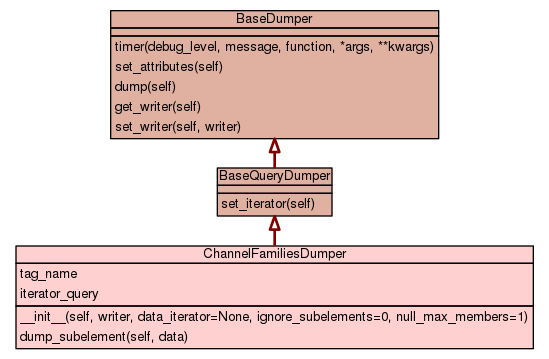 BaseDumper
timer(debug_level, message, function, *args, **kwargs)
set_attributes(self)
dump(self)
get_writer(self)
set_writer(self, writer)
BaseQueryDumper
set_iterator(self)
ChannelFamiliesDumper
tag_name
iterator_query
__init__(self, writer, data_iterator=None, ignore_subelements=0, null_max_members=1)
dump_subelement(self, data)